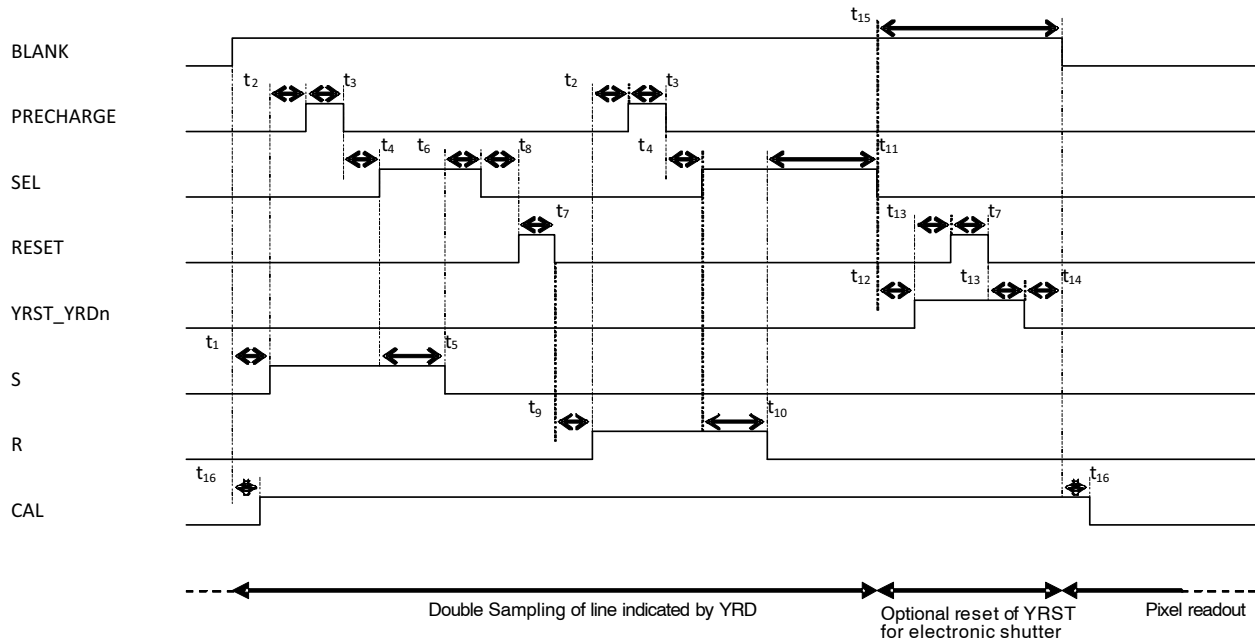 t15
BLANK
t2 t3 t2 t3
PRECHARGE
t4 t6 t8 t4 t11
SEL
t7 t13 t7
RESET
t12 t13 t14
YRST_YRDn
t1 t5
S
t9 t10
R
t16 t16
CAL
Double Sampling of line indicated by YRD
Optional reset of YRST
for electronic shutter
Pixel readout